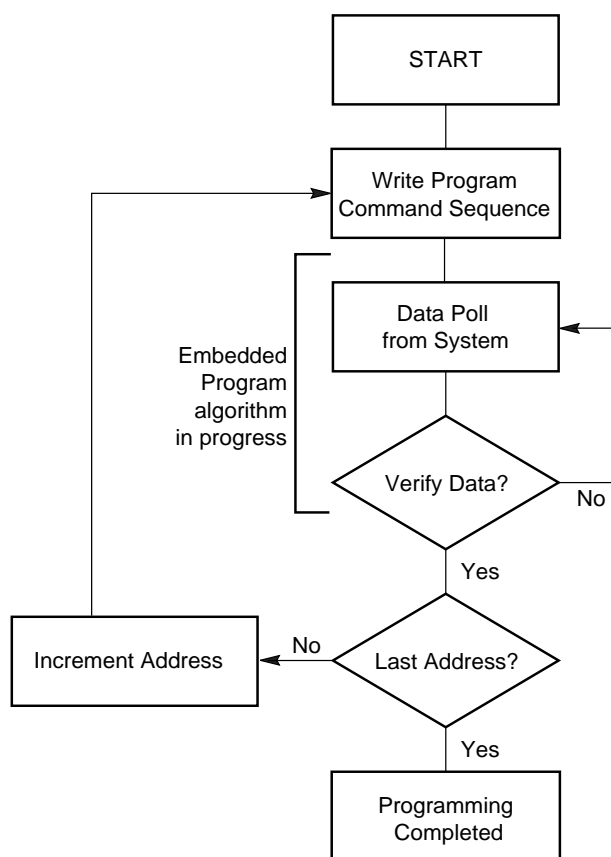 START
Write Program
Command Sequence
Data Poll
from System
Embedded
Program
algorithm
in progress
Verify Data?
No
Yes
No
Increment Address
Last Address?
Yes
Programming
Completed